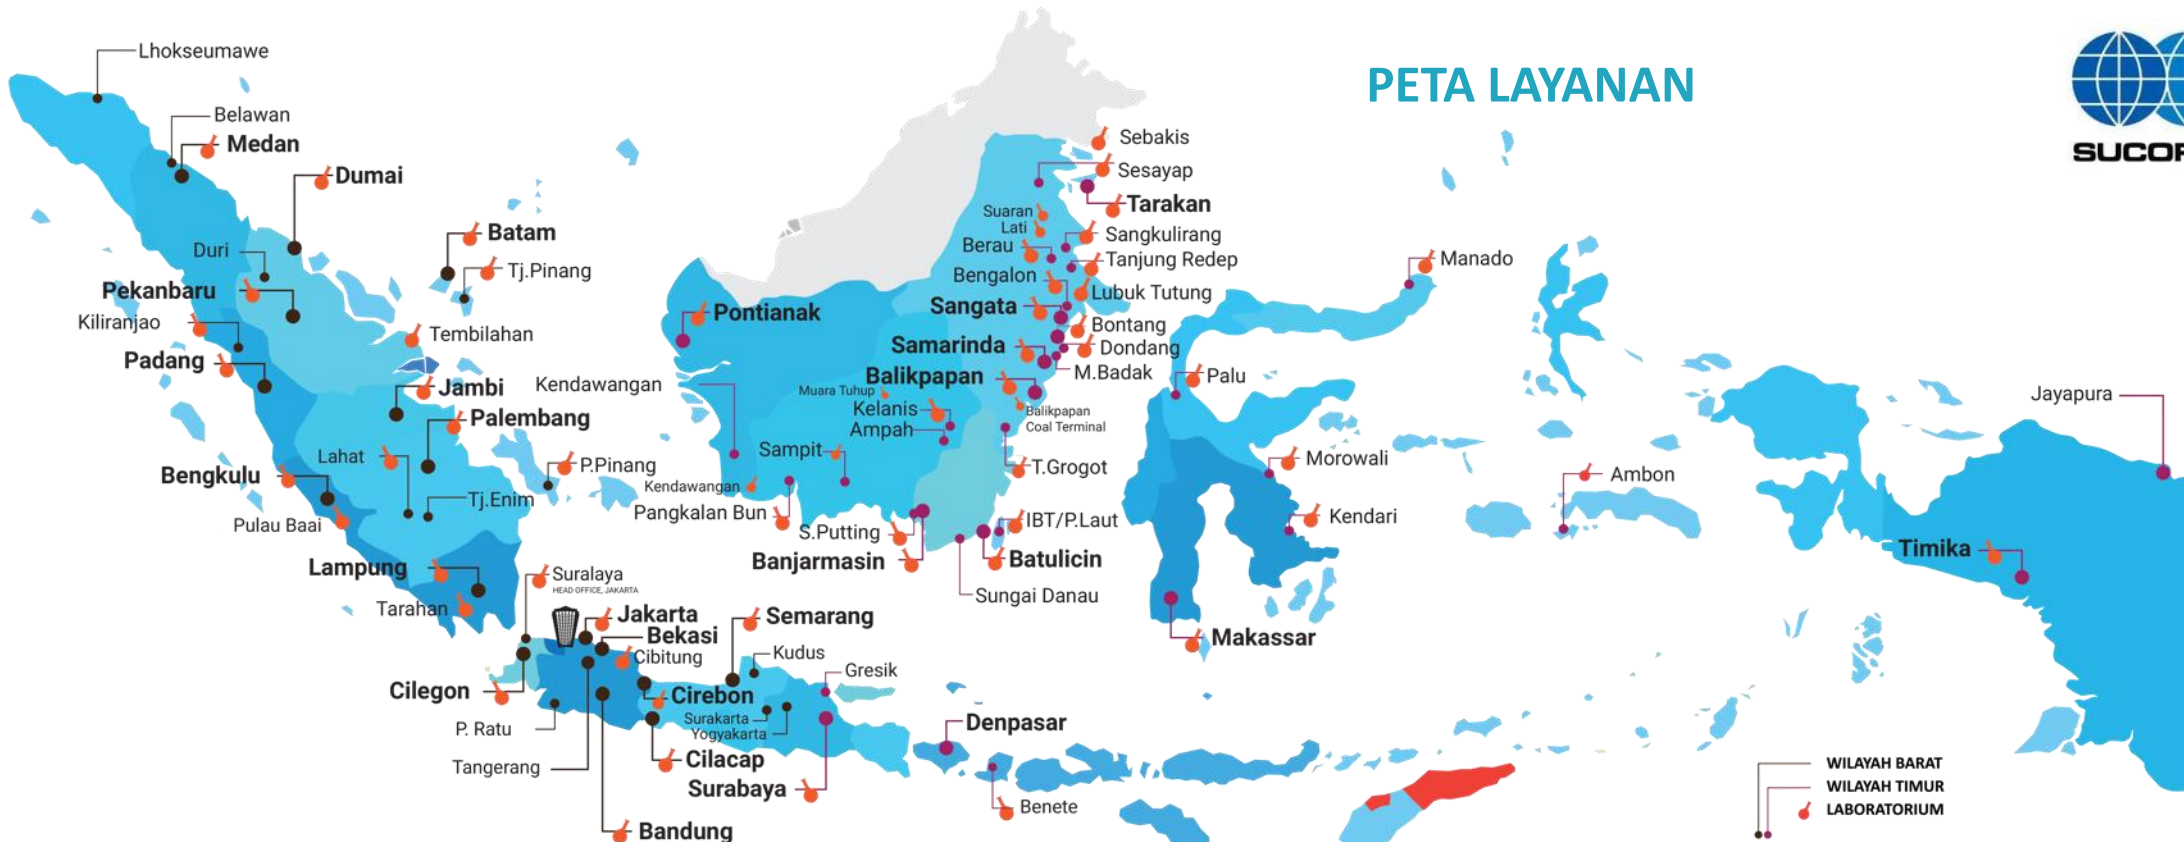 PETA LAYANAN
SUCOF
Lhokseumawe
Belawan
Medan
Dumai
Batam
Duri
Tj.Pinang
Pekanbaru
Kiliranjao
Tembilahan
Padang
Jambi
Palembang
Lahat
P.Pinang
Bengkulu
Tj.Enim
Pulau Baai
Lampung
Tarahan
Suralaya
HEAD OFFICE, JAKARTA
Jakarta
Bekasi
Cibitung
Cilegon
Cirebon
P. Ratu
Tangerang
Cilacap
Bandung
Semarang
Kudus
Gresik
Surakarta
Yogyakarta
Surabaya
Denpasar
Benete
Sebakis
Sesayap
Tarakan
Suaran
Lati
Sangkulirang
Berau
Tanjung Redep
Bengalon
Lubuk Tutung
Sangata
Pontianak
Bontang
Samarinda
Dondang
M.Badak
Balikpapan
Kendawangan
Muara Tuhup
Kelanis
Balikpapan
Coal Terminal
Ampah
Sampit
T.Grogot
Kendawangan
Pangkalan Bun
S.Putting
IBT/P.Laut
Banjarmasin
Batulicin
Sungai Danau
Manado
Palu
Morowali
Kendari
Makassar
Ambon
Jayapura
Timika
WILAYAH BARAT
WILAYAH TIMUR
LABORATORIUM